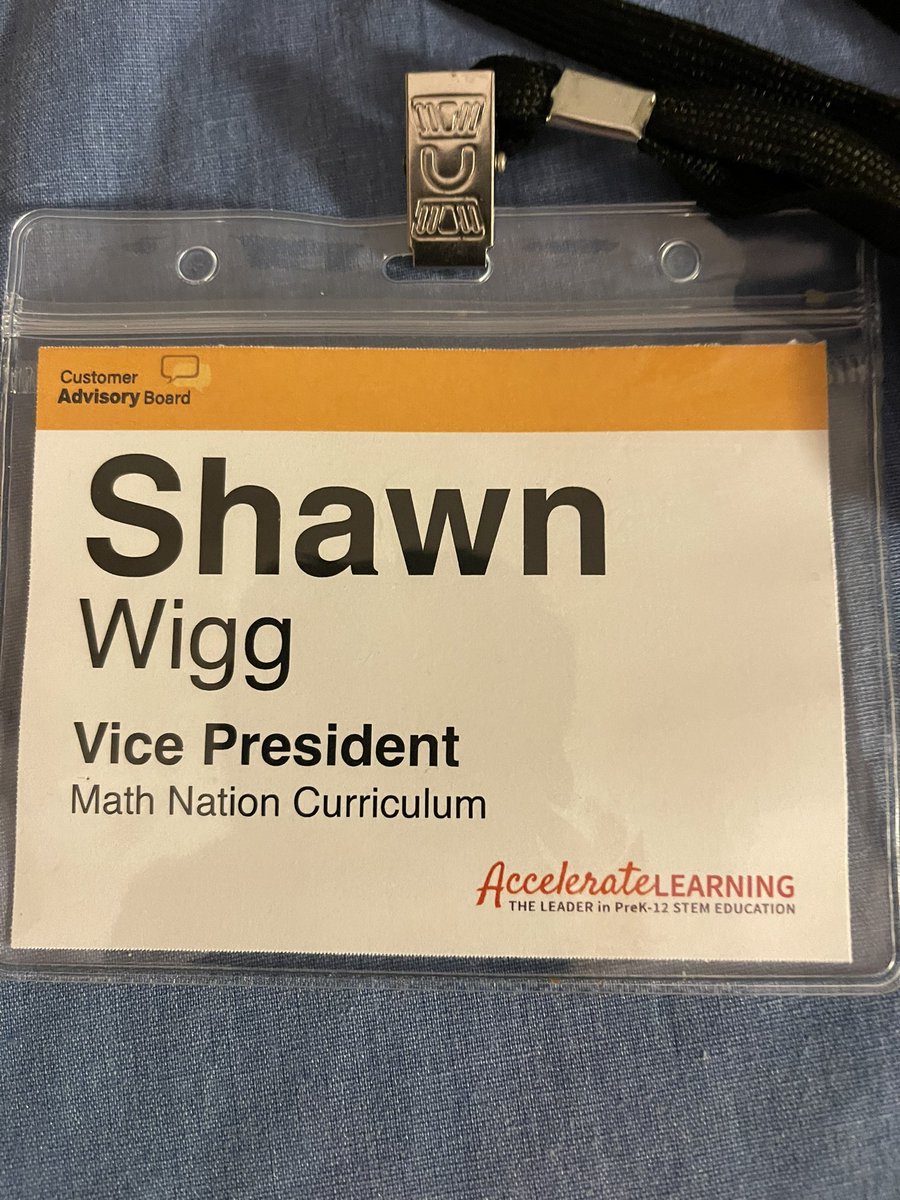 Customer
Advisory Board
Shawn
Wigg
Vice President
Math Nation Curriculum
AccelerateLEARNING
THE LEADER in PreK-12 STEM EDUCATION